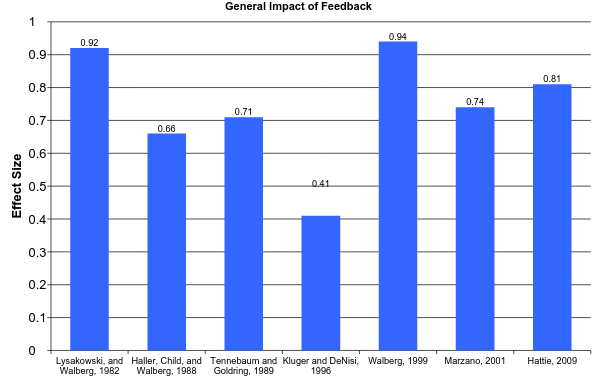 General Impact of Feedback
Effect Size
1
0.9
0.8
0.7
0.6
0.5
0.4
0.3
0.2
0.1
0
0.92
0.66
0.71
0.41
0.94
0.74
0.81
Lysakowski, and
Walberg, 1982
Haller, Child, and
Walberg, 1988
Tennebaum and
Goldring, 1989
Kluger and DeNisi,
1996
Walberg, 1999
Marzano, 2001
Hattie, 2009